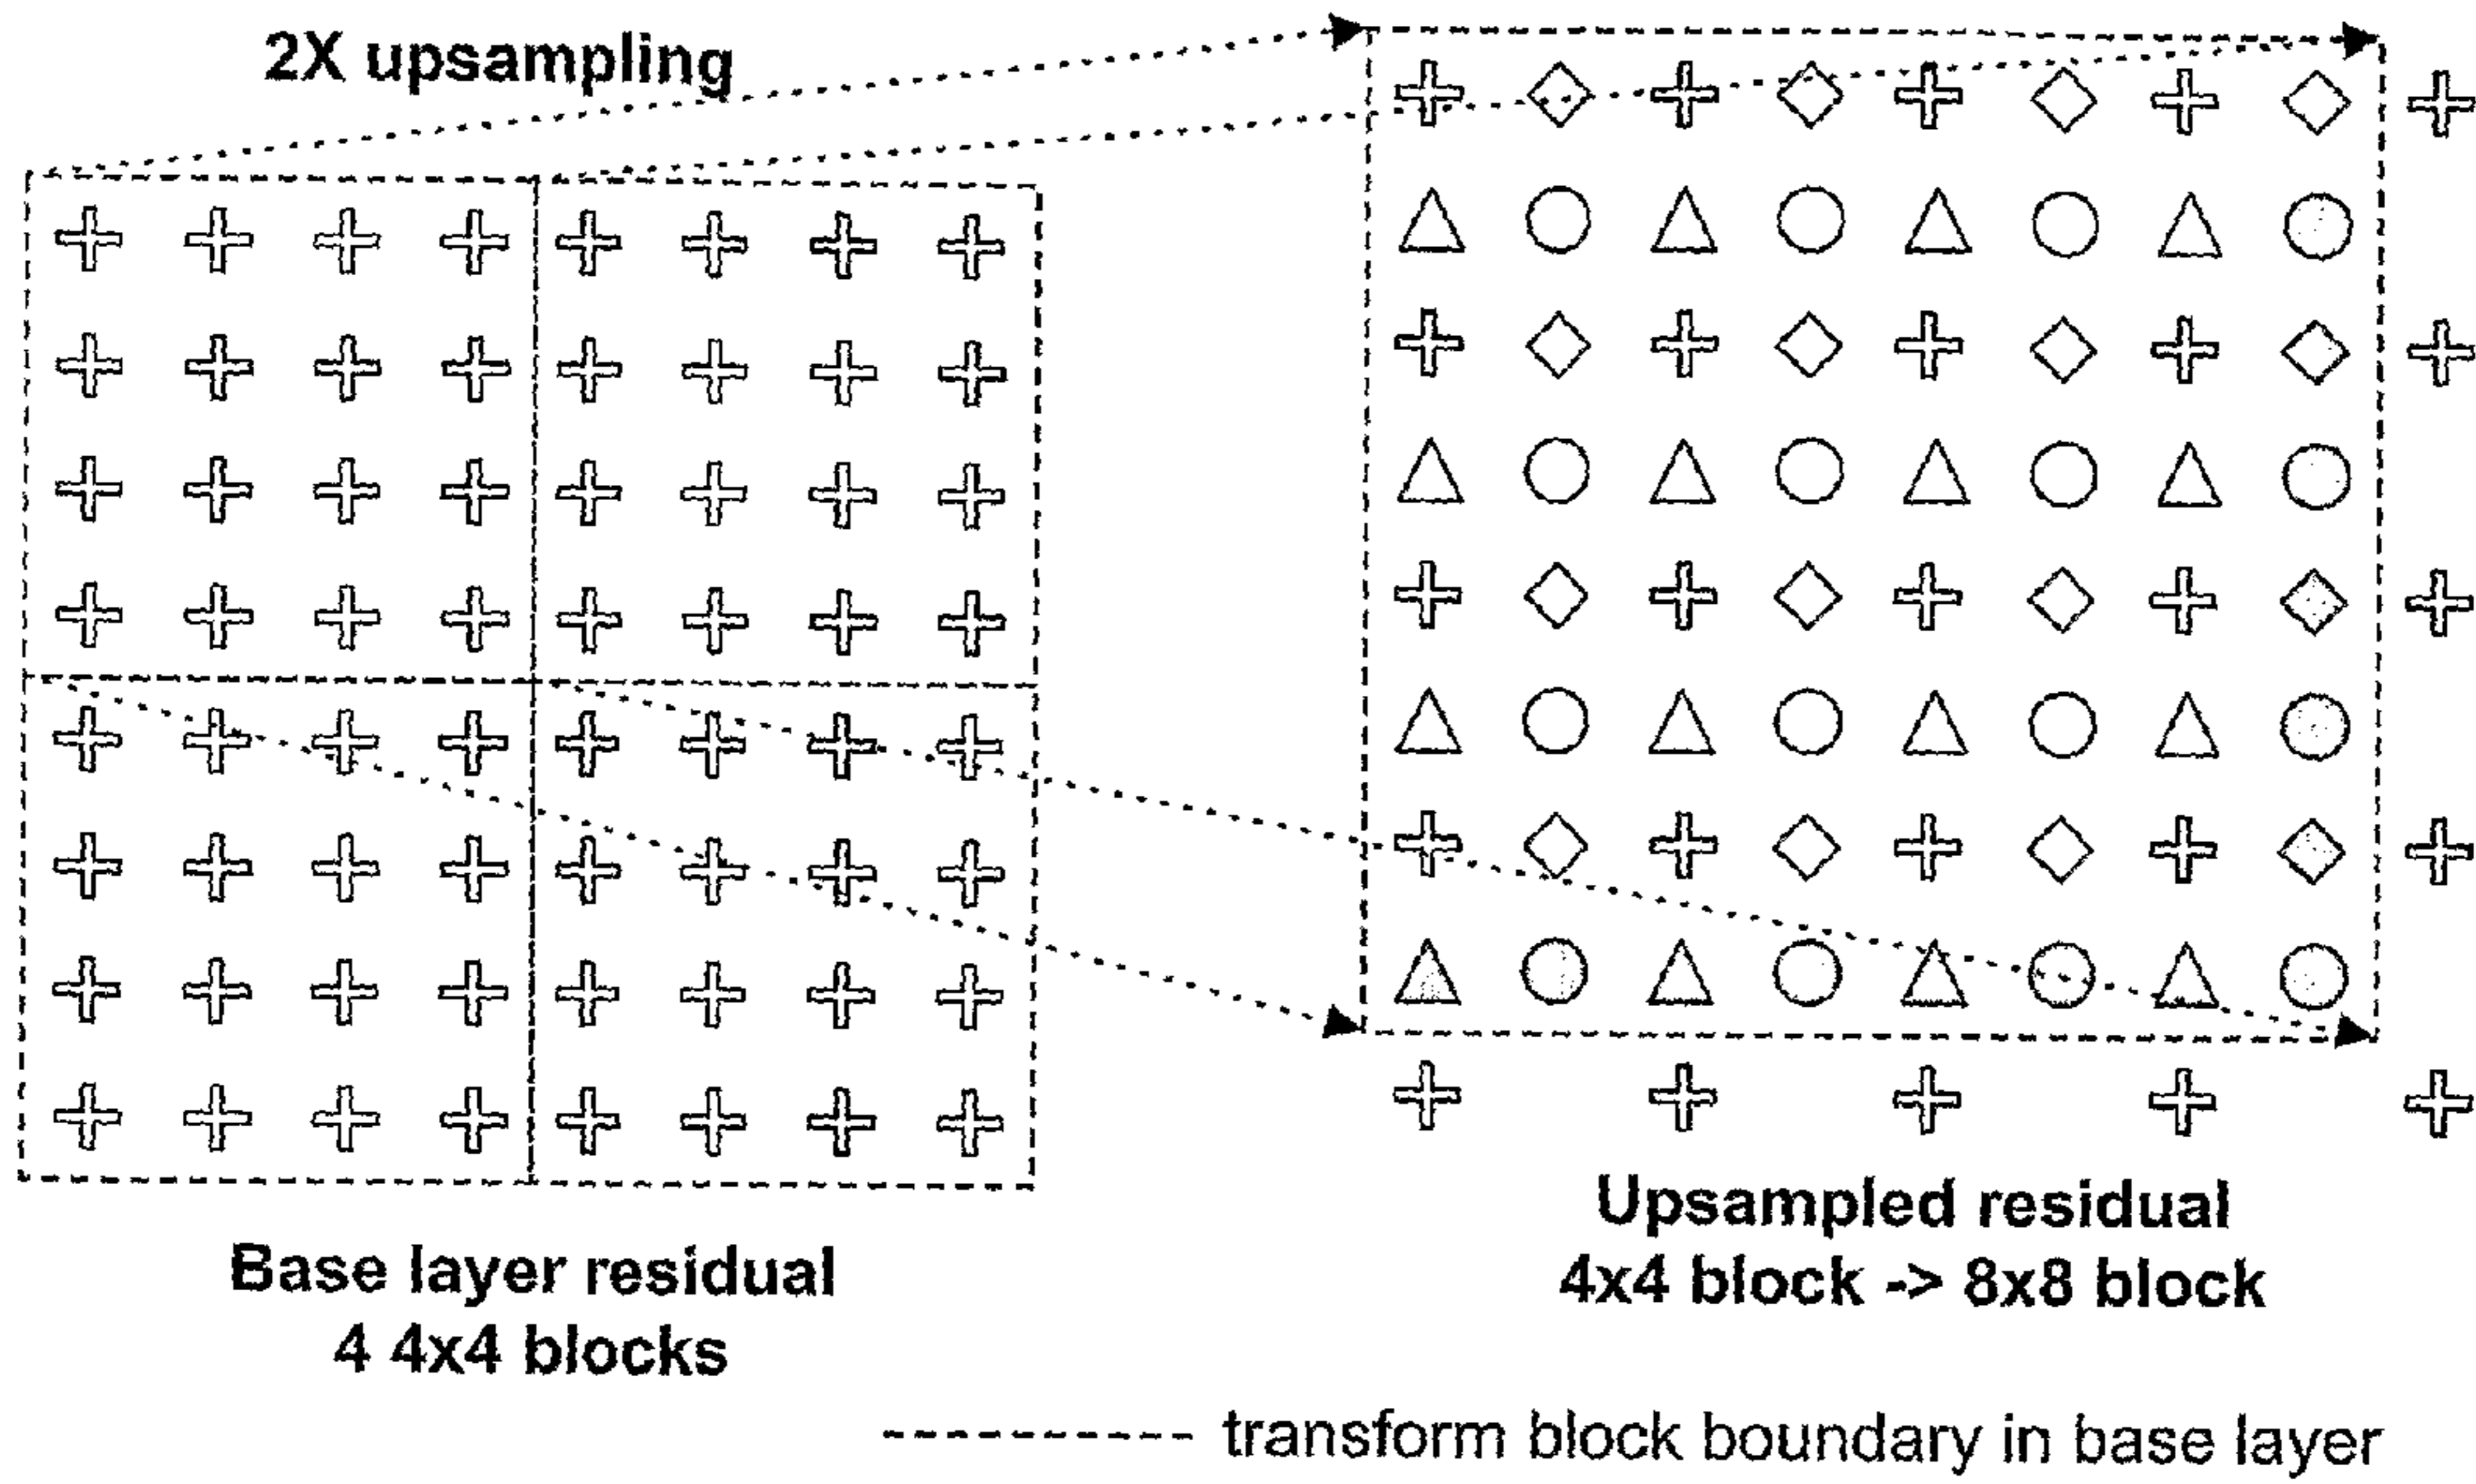 2X upsampling
Base layer residual
4 4x4 blocks
Upsampled residual
4x4 block -> 8x8 block
transform block boundary in base layer